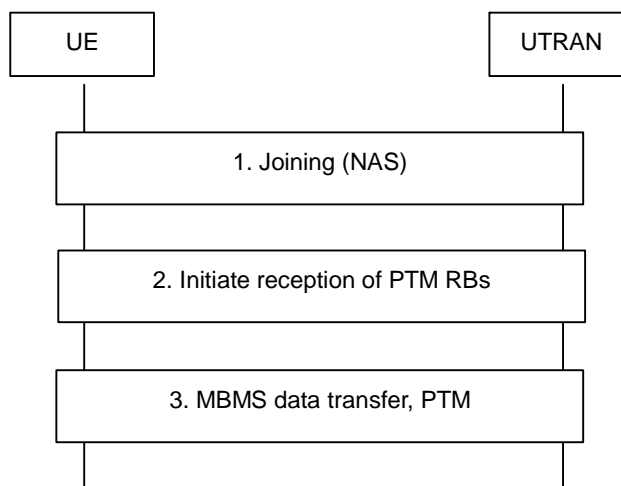 UE
UTRAN
1. Joining (NAS)
2. Initiate reception of PTM RBs
3. MBMS data transfer, PTM